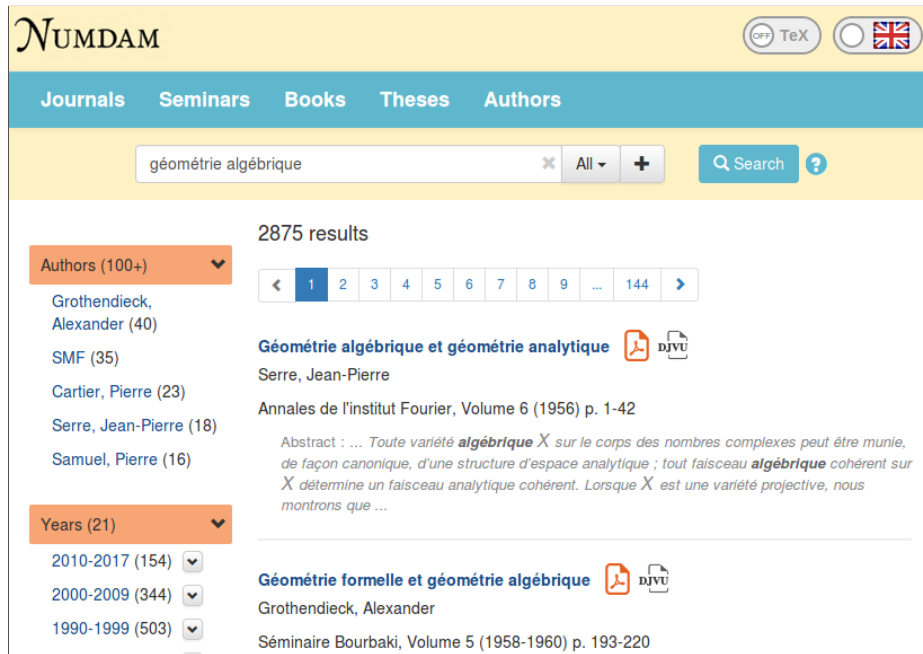 NUMDAM
OFF TeX
Journals Seminars Books Theses Authors
géométrie algébrique All Search ?
2875 results
Authors (100+)
1 2 3 4 5 6 7 8 9 ... 144
Grothendieck,
Alexander (40)
SMF (35)
Cartier, Pierre (23)
Serre, Jean-Pierre (18)
Samuel, Pierre (16)
Years (21)
2010-2017 (154)
2000-2009 (344)
1990-1999 (503)
Géométrie algébrique et géométrie analytique DJVU
Serre, Jean-Pierre
Annales de l'institut Fourier, Volume 6 (1956) p. 1-42
Abstract : ... Toute variété algébrique X sur le corps des nombres complexes peut être munie,
de façon canonique, d'une structure d'espace analytique ; tout faisceau algébrique cohérent sur
X détermine un faisceau analytique cohérent. Lorsque X est une variété projective, nous
montrons que ...
Géométrie formelle et géométrie algébrique DJVU
Grothendieck, Alexander
Séminaire Bourbaki, Volume 5 (1958-1960) p. 193-220